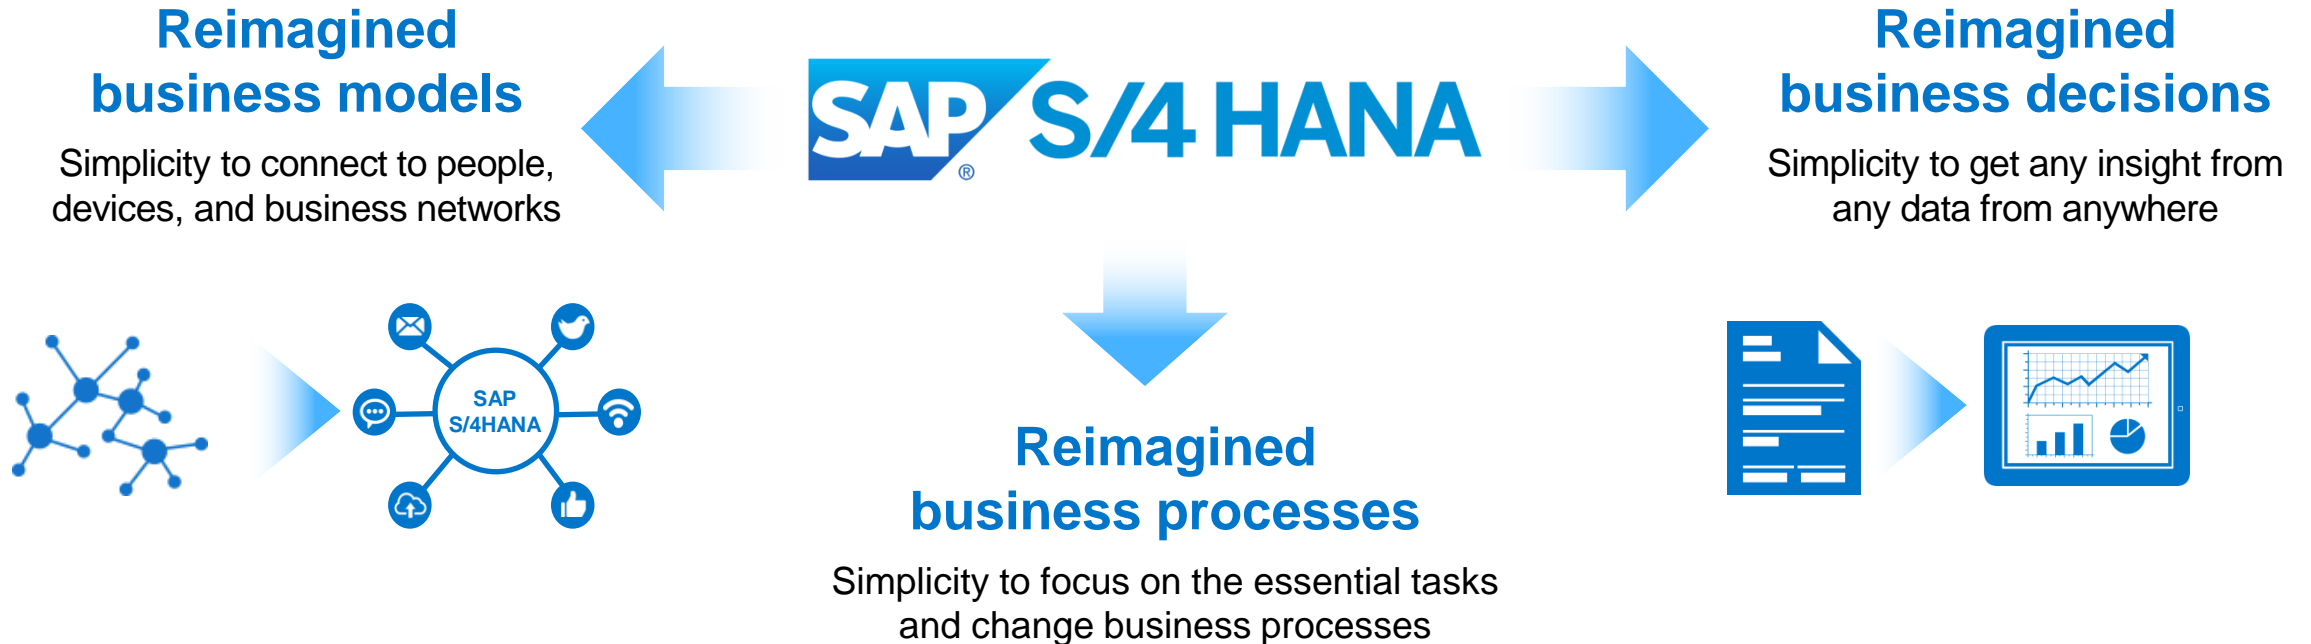 Reimagined
business models
Simplicity to connect to people,
devices, and business networks
SAP
S/4HANA
SAP® S/4 HANA
Reimagined
business processes
Simplicity to focus on the essential tasks
and change business processes
Reimagined
business decisions
Simplicity to get any insight from
any data from anywhere